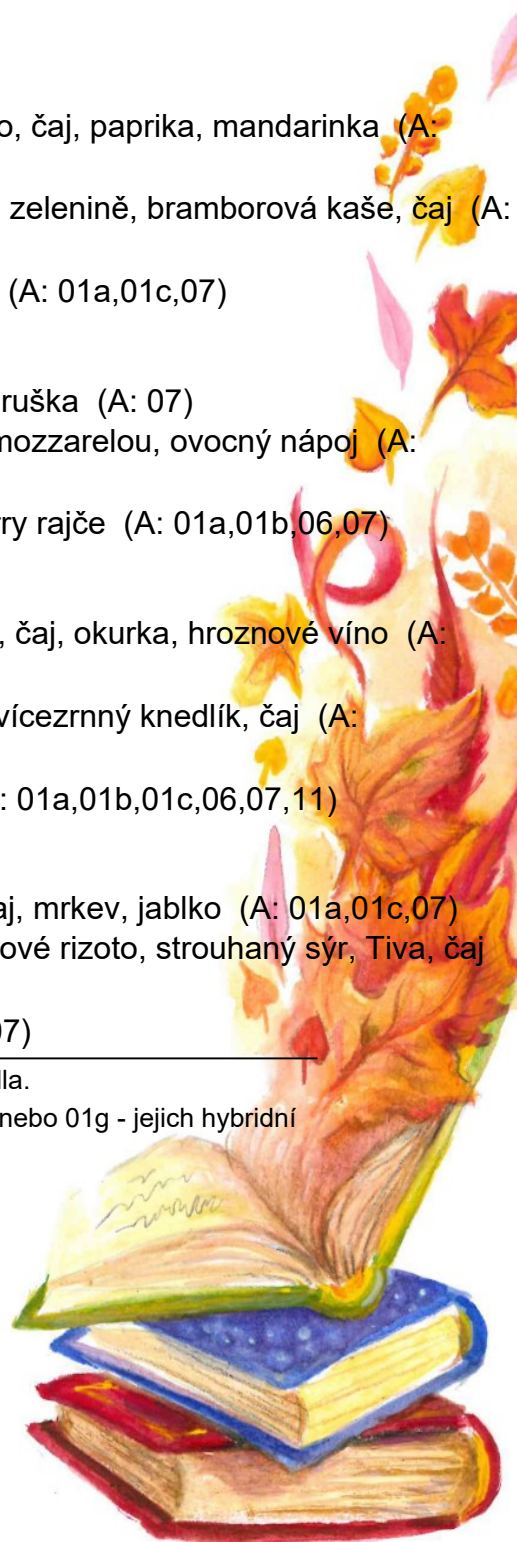 o, čaj, paprika, mandarinka (A:
zelenině, bramborová kaše, čaj (A:
(A: 01a,01c,07)
ruška (A: 07)
mozzarelou, ovocný nápoj (A:
rry rajče (A: 01a,01b,06,07)
, čaj, okurka, hroznové víno (A:
vícezrnný knedlík, čaj (A:
: 01a,01b,01c,06,07,11)
aj, mrkev, jablko (A: 01a,01c,07)
ové rizoto, strouhaný sýr, Tiva, čaj
07)
lla.
nebo 01g - jejich hybridní